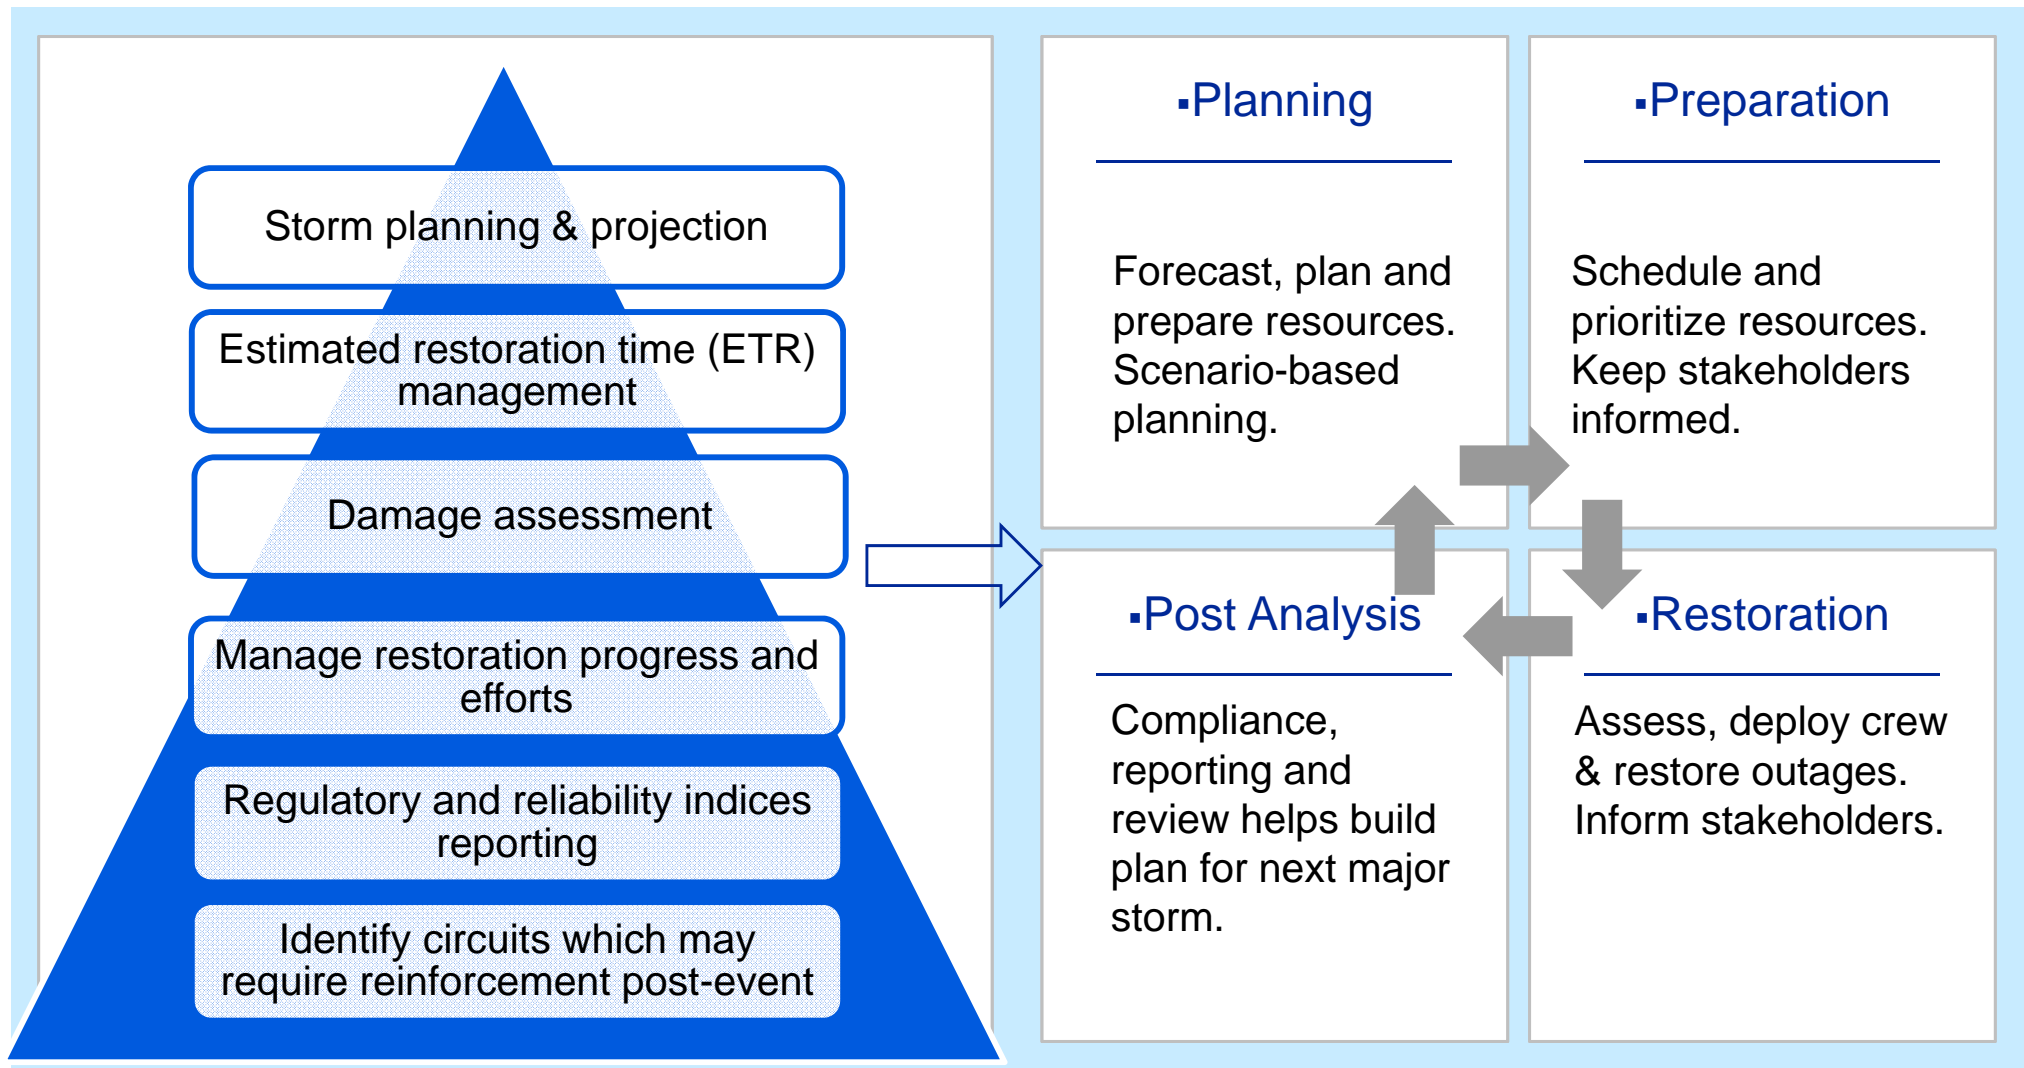 Storm planning & projection
Estimated restoration time (ETR)
management
Damage assessment
Manage restoration progress and
efforts
Regulatory and reliability indices
reporting
Identify circuits which may
require reinforcement post-event
▪Planning
Forecast, plan and
prepare resources.
Scenario-based
planning.
▪Preparation
Schedule and
prioritize resources.
Keep stakeholders
informed.
▪Post Analysis
Compliance,
reporting and
review helps build
plan for next major
storm.
▪Restoration
Assess, deploy crew
& restore outages.
Inform stakeholders.